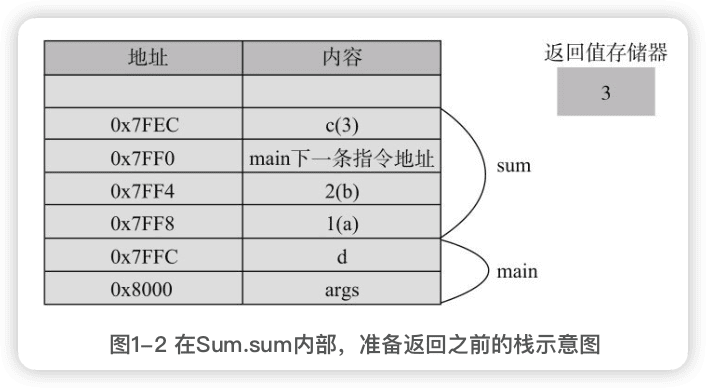 地址 内容 返回值存储器
3
0x7FEC c(3)
0x7FF0 main下一条指令地址
0x7FF4 2(b)
sum
0x7FF8 1(a)
0x7FFC d
main
0x8000 args
图1-2 在Sum.sum内部，准备返回之前的栈示意图